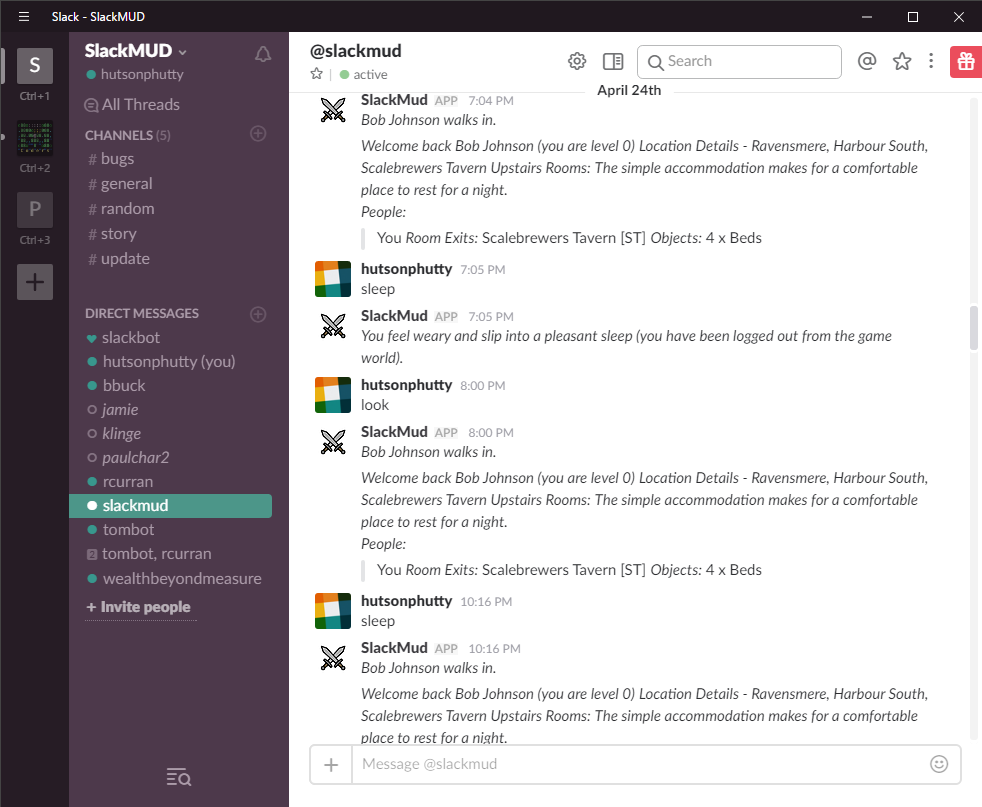 Slack - SlackMUD
S
Ctrl+1
Ctrl+2
P
Ctrl+3
+
SlackMUD
hutsonphutty
All Threads
CHANNELS (5)
# bugs
# general
# random
# story
# update
DIRECT MESSAGES
slackbot
hutsonphutty (you)
bbuck
jamie
klinge
paulchar2
rcurran
slackmud
tombot
2 tombot, rcurran
wealthbeyondmeasure
+ Invite people
@slackmud
active
Search
April 24th
SlackMud APP 7:04 PM
Bob Johnson walks in.
Welcome back Bob Johnson (you are level 0) Location Details - Ravensmere, Harbour South,
Scalebrewers Tavern Upstairs Rooms: The simple accommodation makes for a comfortable
place to rest for a night.
People:
You Room Exits: Scalebrewers Tavern [ST] Objects: 4 x Beds
hutsonphutty 7:05 PM
sleep
SlackMud APP 7:05 PM
You feel weary and slip into a pleasant sleep (you have been logged out from the game
world).
hutsonphutty 8:00 PM
look
SlackMud APP 8:00 PM
Bob Johnson walks in.
Welcome back Bob Johnson (you are level 0) Location Details - Ravensmere, Harbour South,
Scalebrewers Tavern Upstairs Rooms: The simple accommodation makes for a comfortable
place to rest for a night.
People:
You Room Exits: Scalebrewers Tavern [ST] Objects: 4 x Beds
hutsonphutty 10:16 PM
sleep
SlackMud APP 10:16 PM
Bob Johnson walks in.
Welcome back Bob Johnson (you are level 0) Location Details - Ravensmere, Harbour South,
Scalebrewers Tavern Upstairs Rooms: The simple accommodation makes for a comfortable
place to rest for a night.
Message @slackmud